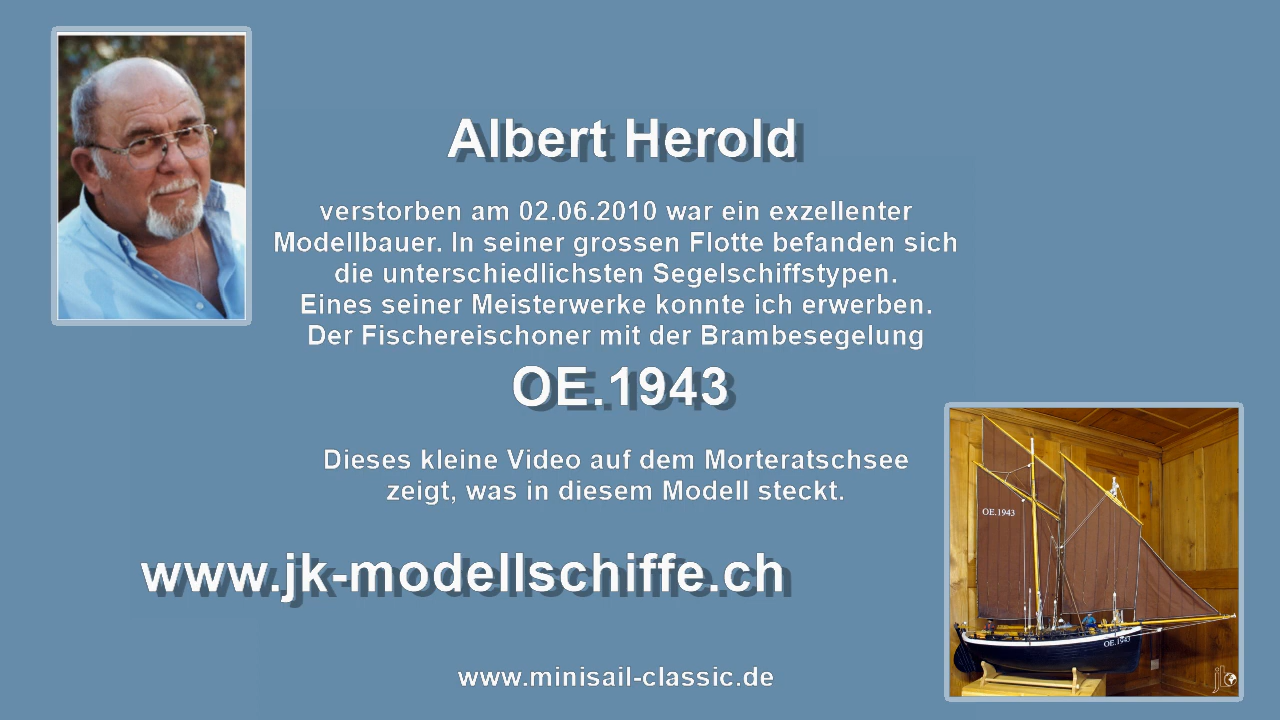 Albert Herold
verstorben am 02.06.2010 war ein exzellenter
Modellbauer. In seiner grossen Flotte befanden sich
die unterschiedlichsten Segelschiffstypen.
Eines seiner Meisterwerke konnte ich erwerben.
Der Fischereischoner mit der Brambesegelung
OE.1943
Dieses kleine Video auf dem Morteratschsee
zeigt, was in diesem Modell steckt.
www.jk-modellschiffe.ch
www.minisail-classic.de
OE.1943
OE.1943